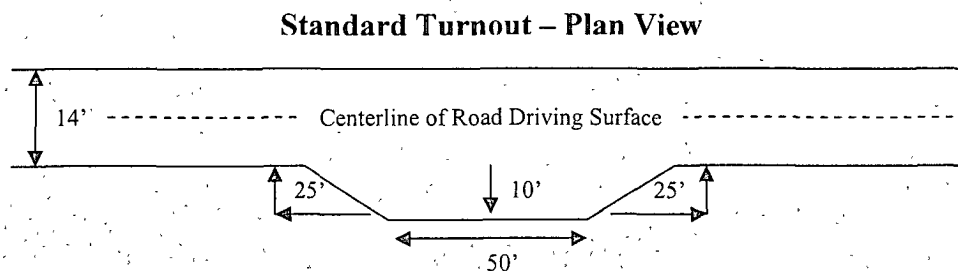 Standard Turnout – Plan View
14'
Centerline of Road Driving Surface
25'
10'
25'
50'